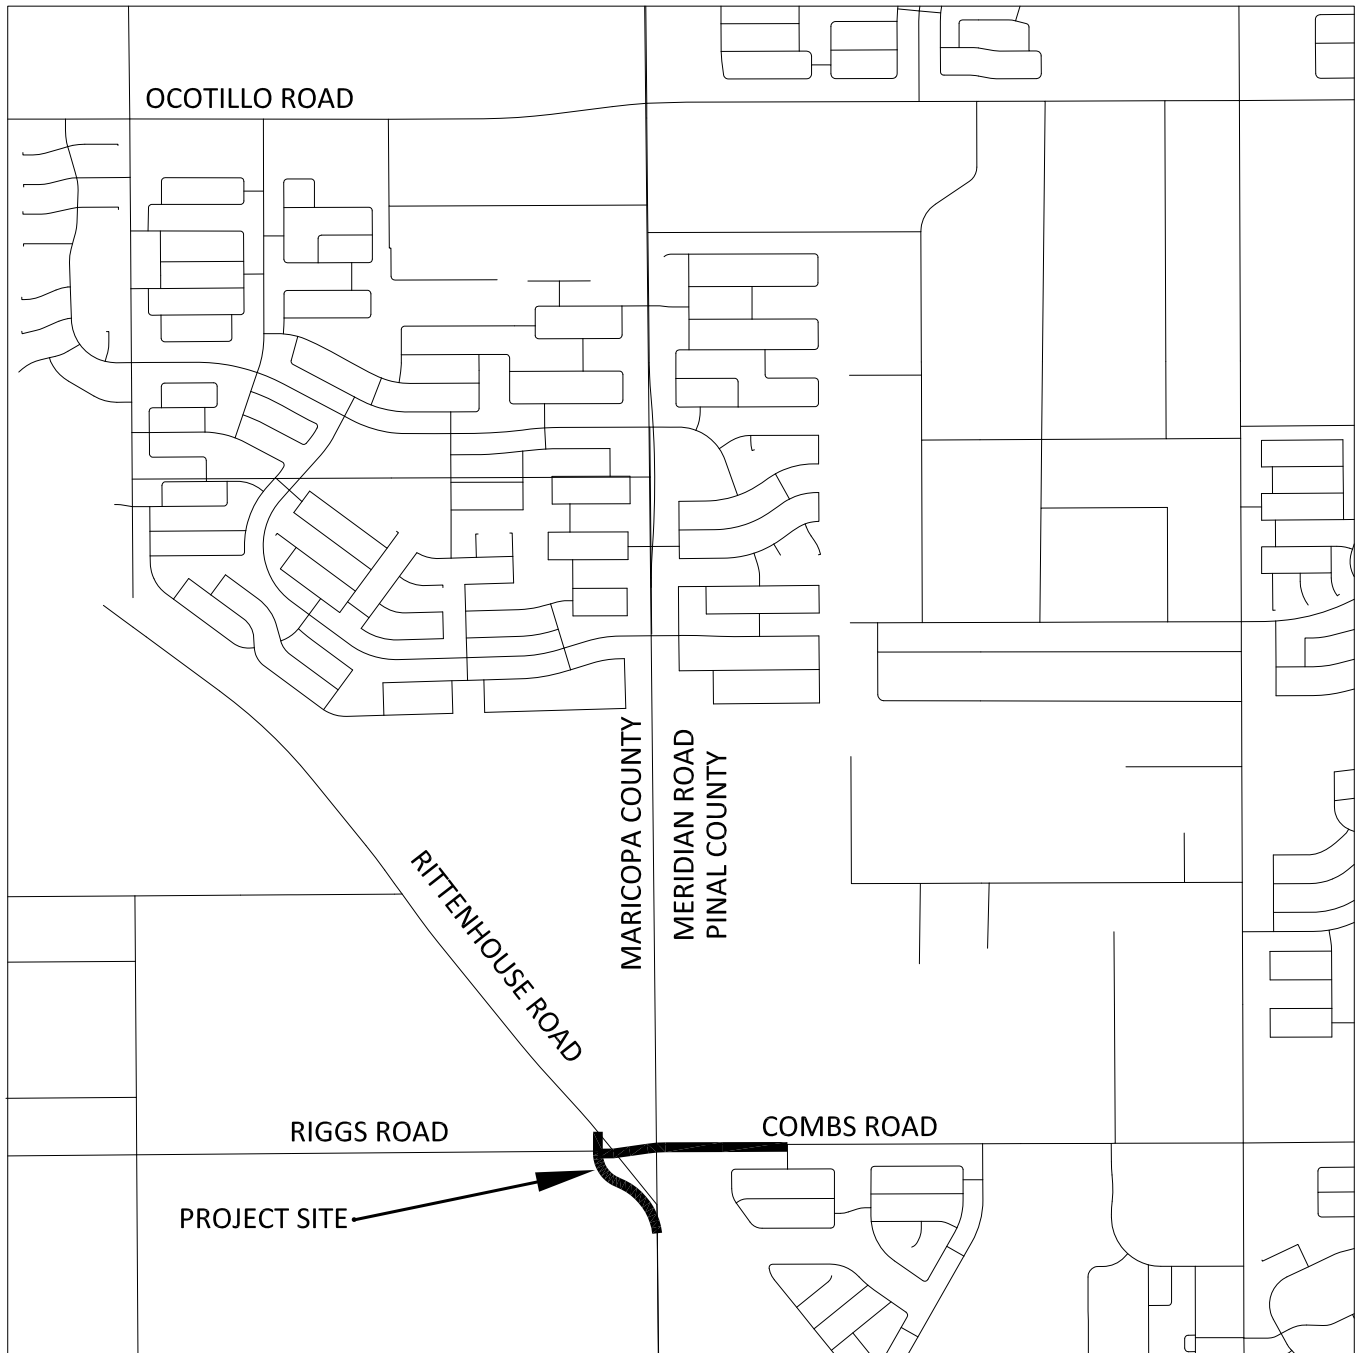 OCOTILLO ROAD
MARICOPA COUNTY
MERIDIAN ROAD
PINAL COUNTY
RITTENHOUSE ROAD
RIGGS ROAD
COMBS ROAD
PROJECT SITE